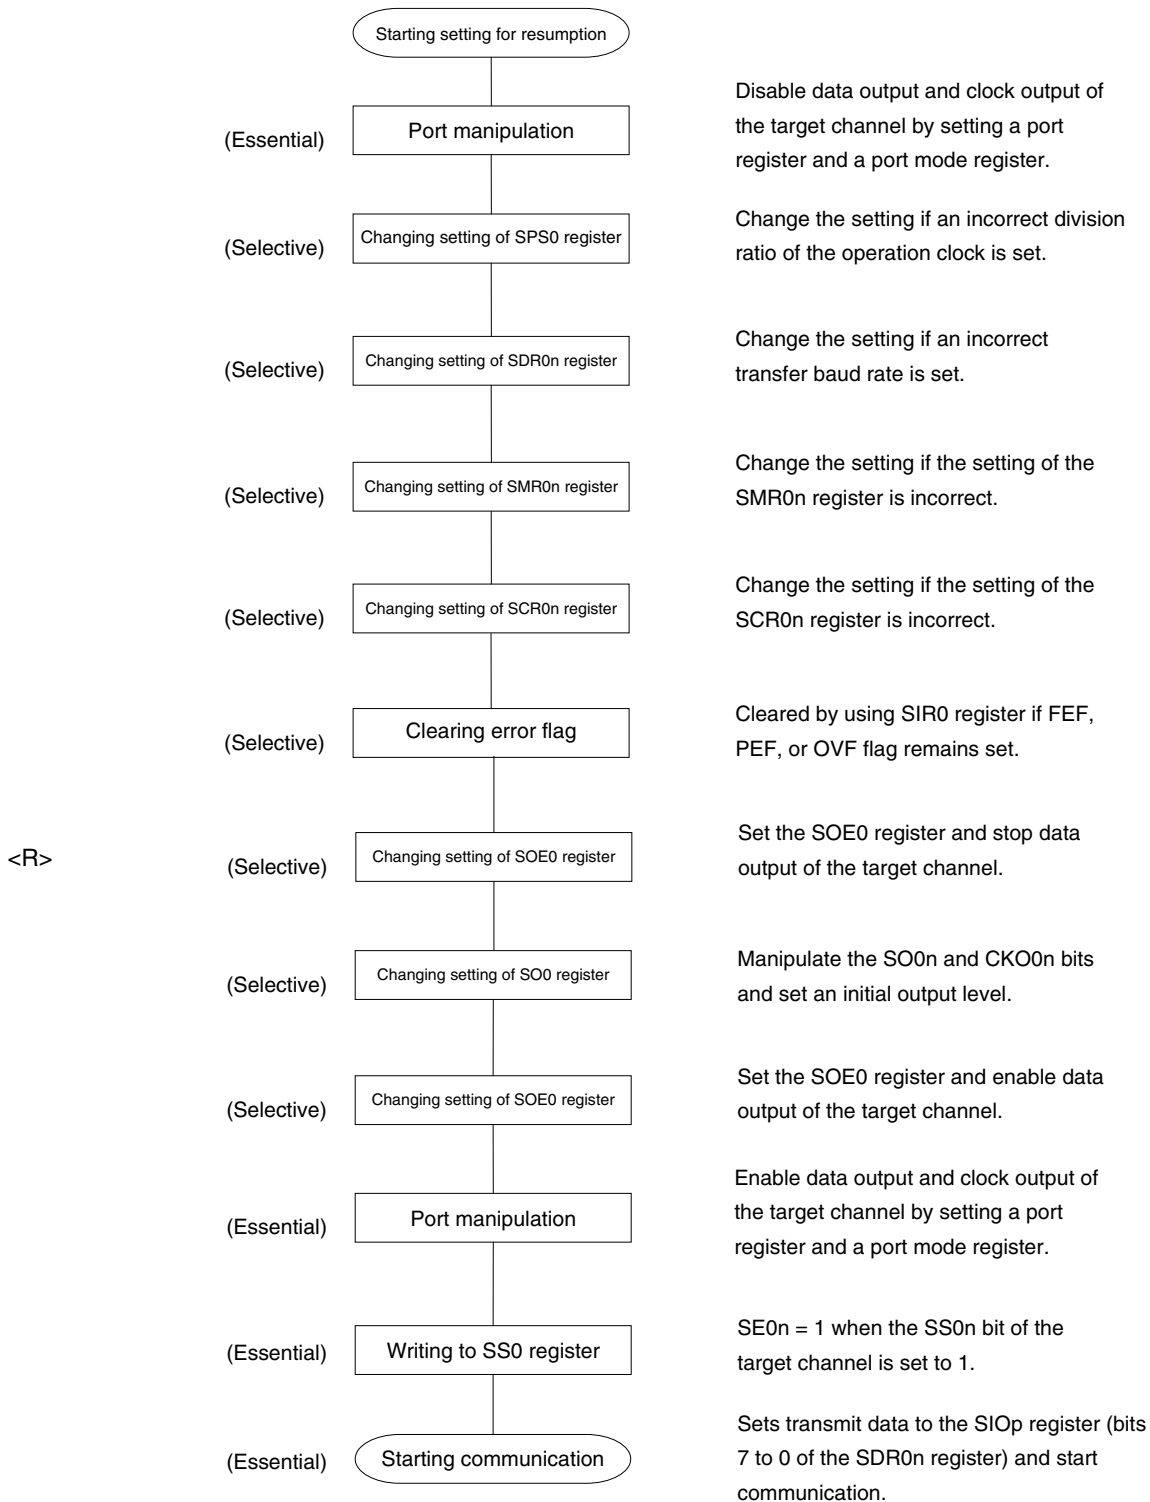 Starting setting for resumption
(Essential)
Port manipulation
Disable data output and clock output of
the target channel by setting a port
register and a port mode register.
(Selective)
Changing setting of SPS0 register
Change the setting if an incorrect division
ratio of the operation clock is set.
(Selective)
Changing setting of SDR0n register
Change the setting if an incorrect
transfer baud rate is set.
(Selective)
Changing setting of SMR0n register
Change the setting if the setting of the
SMR0n register is incorrect.
(Selective)
Changing setting of SCR0n register
Change the setting if the setting of the
SCR0n register is incorrect.
(Selective)
Clearing error flag
Cleared by using SIR0 register if FEF,
PEF, or OVF flag remains set.
<R>
(Selective)
Changing setting of SOE0 register
Set the SOE0 register and stop data
output of the target channel.
(Selective)
Changing setting of SO0 register
Manipulate the SO0n and CKO0n bits
and set an initial output level.
(Selective)
Changing setting of SOE0 register
Set the SOE0 register and enable data
output of the target channel.
(Essential)
Port manipulation
Enable data output and clock output of
the target channel by setting a port
register and a port mode register.
(Essential)
Writing to SS0 register
SE0n = 1 when the SS0n bit of the
target channel is set to 1.
(Essential)
Starting communication
Sets transmit data to the SIOp register (bits
7 to 0 of the SDR0n register) and start
communication.